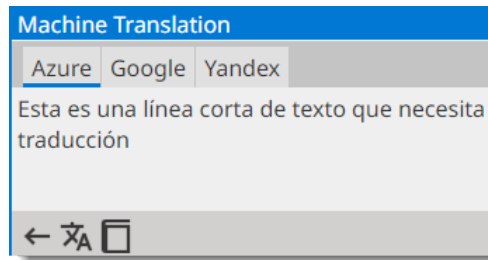 Machine Translation
Azure Google Yandex
Esta es una línea corta de texto que necesita
traducción